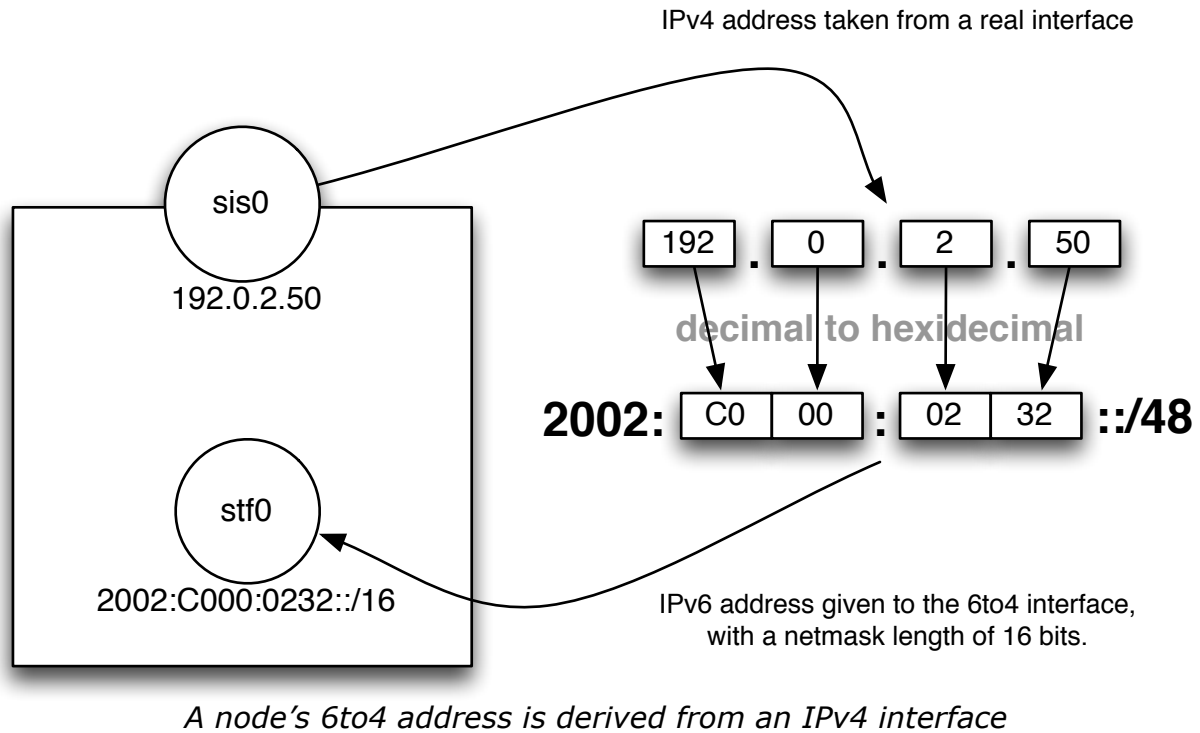 IPv4 address taken from a real interface
sis0
192.0.2.50
192 . 0 . 2 . 50
decimal to hexidecimal
2002: C0 00 : 02 32 ::/48
stf0
2002:C000:0232::/16
IPv6 address given to the 6to4 interface,
with a netmask length of 16 bits.
A node's 6to4 address is derived from an IPv4 interface